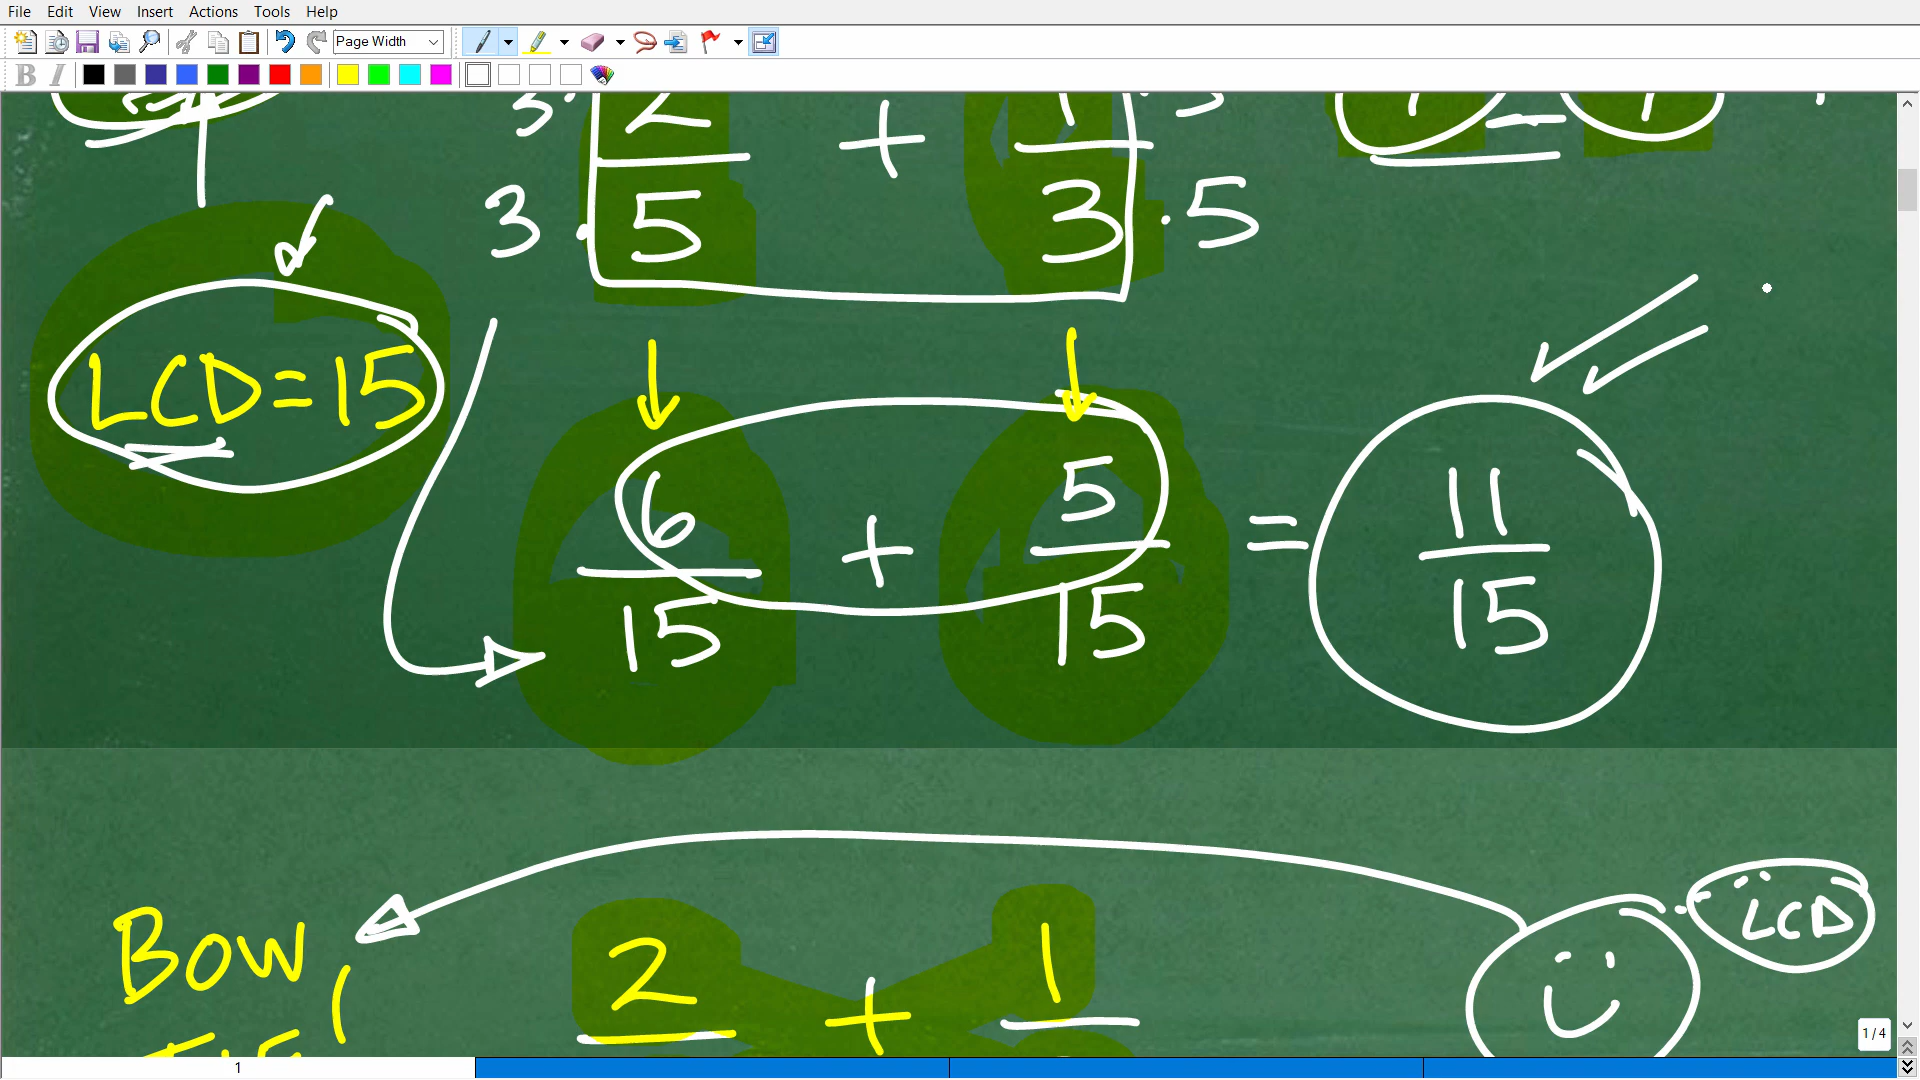 File Edit View Insert Actions Tools Help
Page Width
B I
3· 2 + 1
3 · 5 3 · 5
LCD=15
6 + 5 = 11
15 15 15
LCD
Bow
2 + 1
1 / 4
1